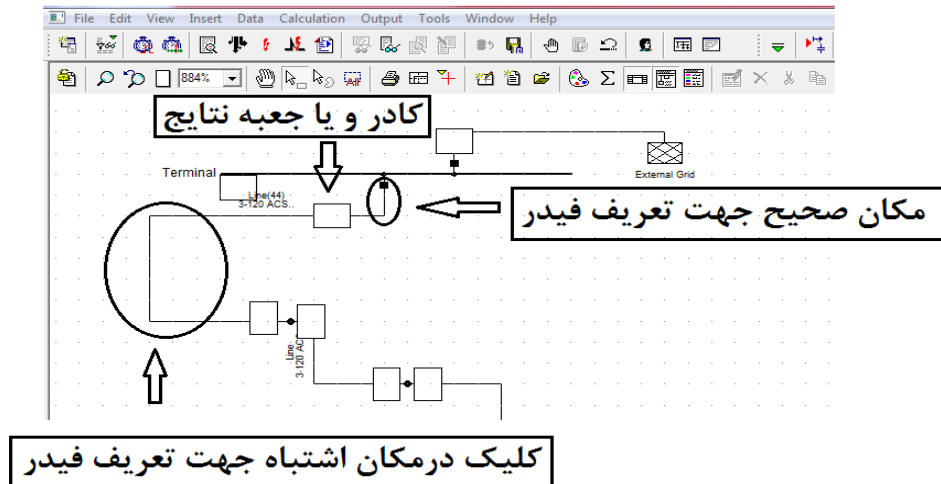 File Edit View Insert Data Calculation Output Tools Window Help
884%
کادر و یا جعبه نتایج
Terminal
External Grid
Line(44)
3-120 ACS..
مکان صحیح جهت تعریف فیدر
Line
3-120 ACS
کلیک درمکان اشتباه جهت تعریف فیدر